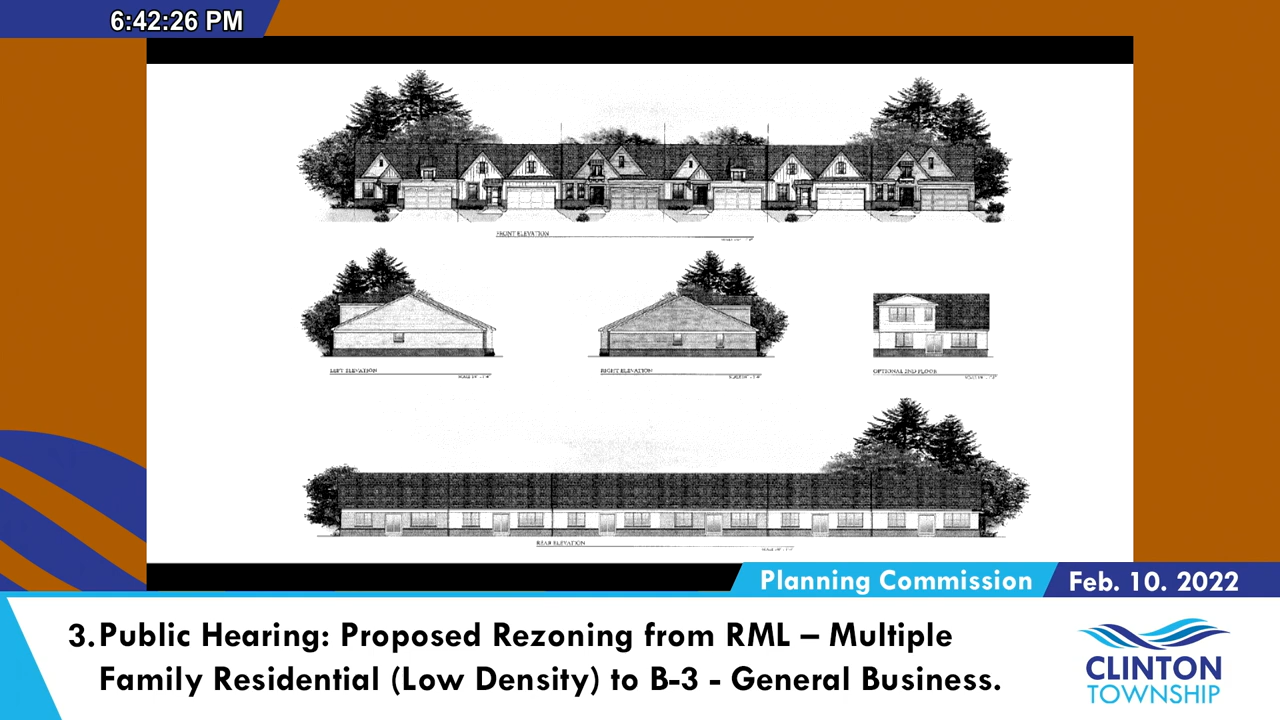 6:42:26 PM
FRONT ELEVATION
LEFT ELEVATION
RIGHT ELEVATION
OPTIONAL 2ND FLOOR
REAR ELEVATION
Planning Commission
Feb. 10. 2022
3. Public Hearing: Proposed Rezoning from RML – Multiple
Family Residential (Low Density) to B-3 - General Business.
CLINTON
TOWNSHIP